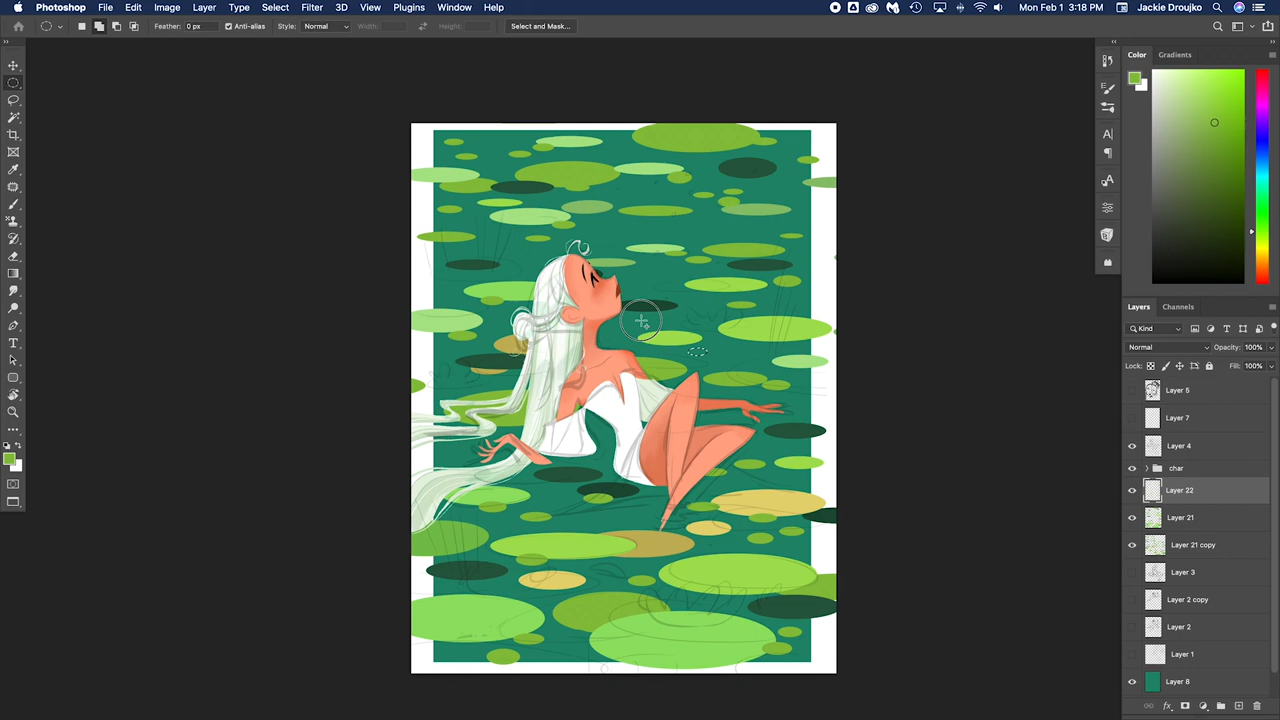 Photoshop File Edit Image Layer Type Select Filter 3D View Plugins Window Help Mon Feb 1 3:18 PM Jackie Droujko
Feather: 0 px Anti-alias Style: Normal Width: Height: Select and Mask...
Color Gradients
Layers Channels
Kind
Normal Opacity: 100%
Lock: Fill: 100%
Layer 5
Layer 7
Layer 4
char
Layer 22
Layer 21
Layer 21 copy
Layer 3
Layer 2 copy
Layer 2
Layer 1
Layer 8